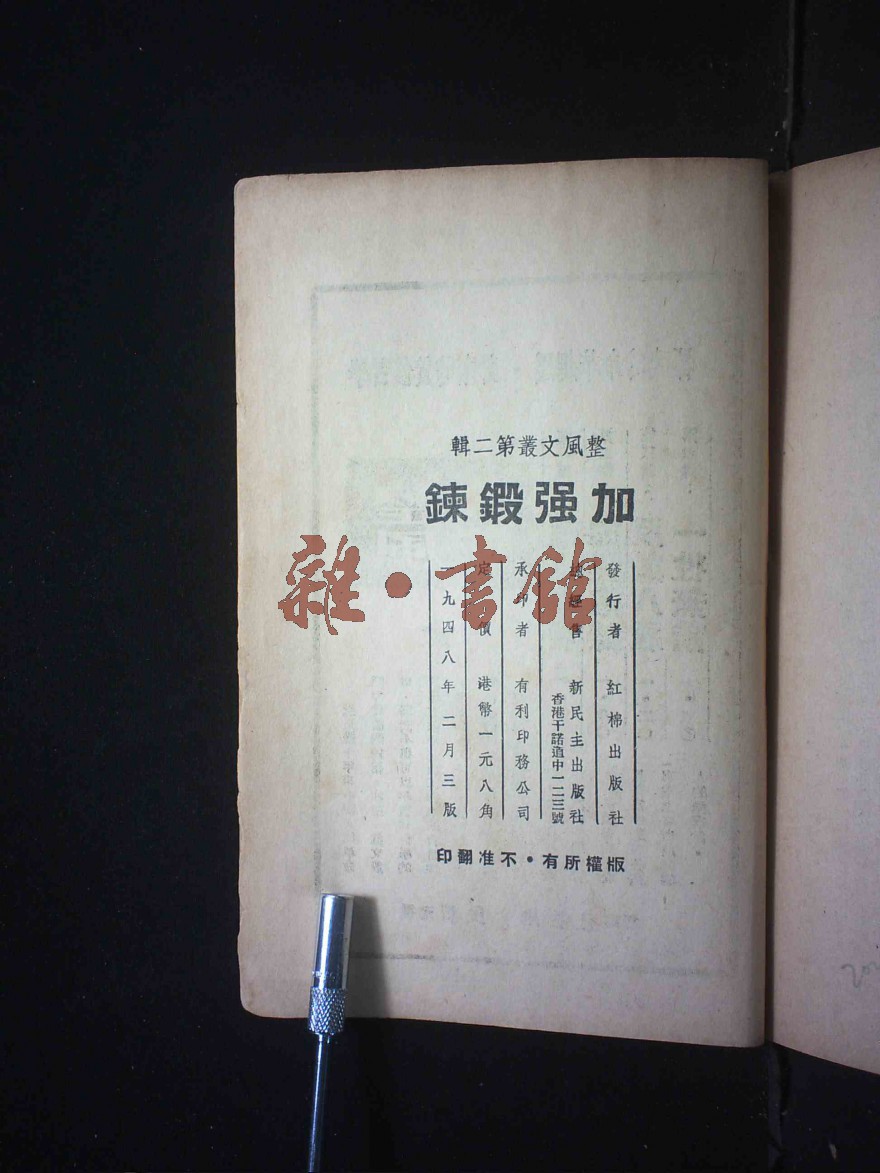 整風文叢第二輯
加强鍛鍊
發行者 紅棉出版社
總經售 新民主出版社
香港干諾道中一二三號
承印者 有利印務公司
定價 港幣一元八角
一九四八年二月三版
版權所有・不准翻印
雜・書館